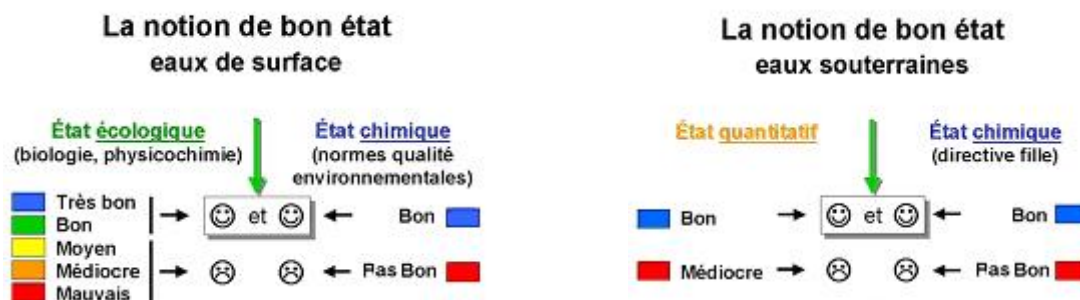 La notion de bon état
eaux de surface
État écologique
(biologie, physicochimie)
État chimique
(normes qualité
environnementales)
Très bon
Bon
Moyen
Médiocre
Mauvais
et
Bon
Pas Bon
La notion de bon état
eaux souterraines
État quantitatif
État chimique
(directive fille)
Bon
et
Bon
Médiocre
Pas Bon